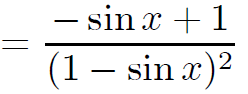 = \frac{-\sin x + 1}{(1 - \sin x)^2}